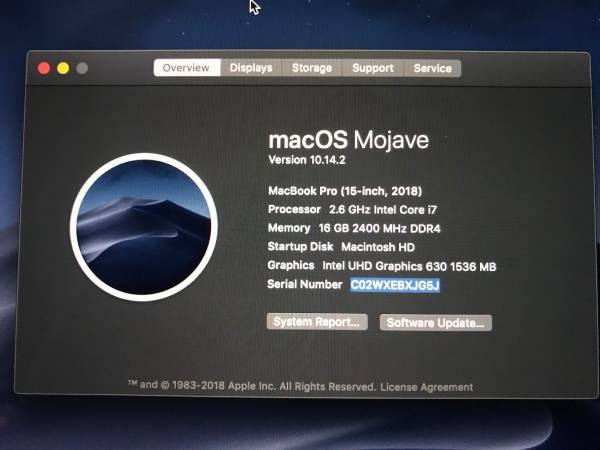 Overview Displays Storage Support Service
macOS Mojave
Version 10.14.2
MacBook Pro (15-inch, 2018)
Processor 2.6 GHz Intel Core i7
Memory 16 GB 2400 MHz DDR4
Startup Disk Macintosh HD
Graphics Intel UHD Graphics 630 1536 MB
Serial Number C02WXEBXJG5J
System Report... Software Update...
™ and © 1983-2018 Apple Inc. All Rights Reserved. License Agreement